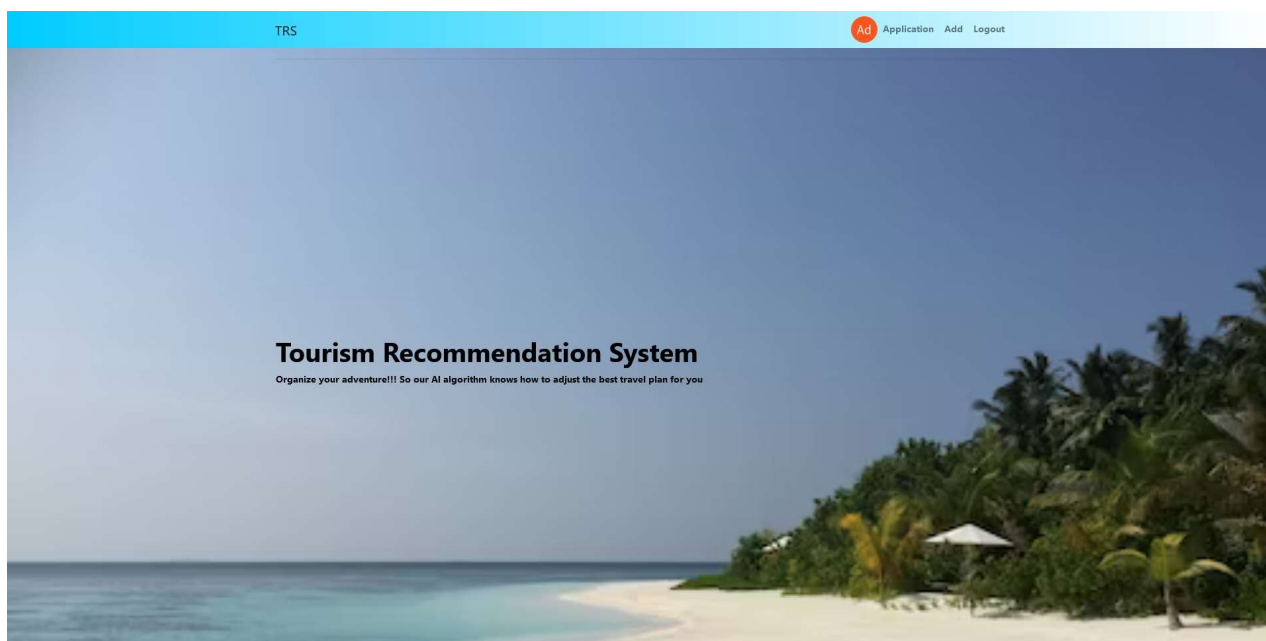 TRS
Ad Application Add Logout
Tourism Recommendation System
Organize your adventure!!! So our AI algorithm knows how to adjust the best travel plan for you